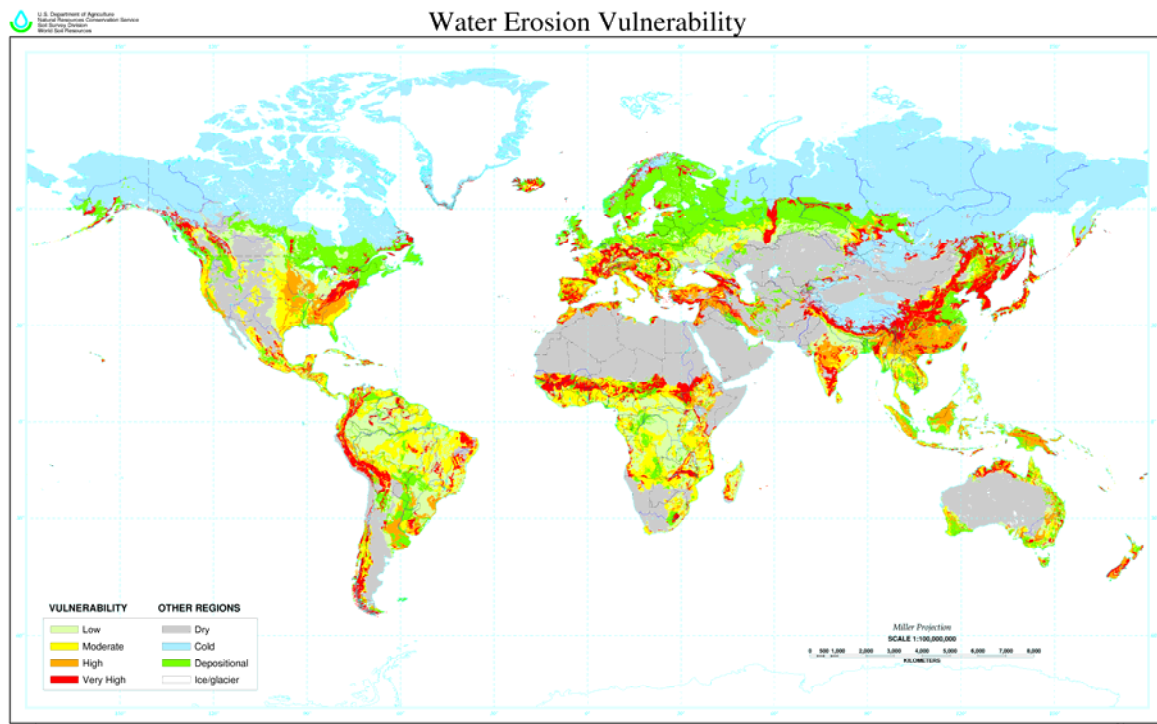 U.S. Department of Agriculture
Natural Resources Conservation Service
Soil Survey Division
World Soil Resources
Water Erosion Vulnerability
VULNERABILITY
Low
Moderate
High
Very High
OTHER REGIONS
Dry
Cold
Depositional
Ice/glacier
Miller Projection
SCALE 1:100,000,000
0 500 1,000 2,000 3,000 4,000 5,000 6,000 7,000 8,000
KILOMETERS